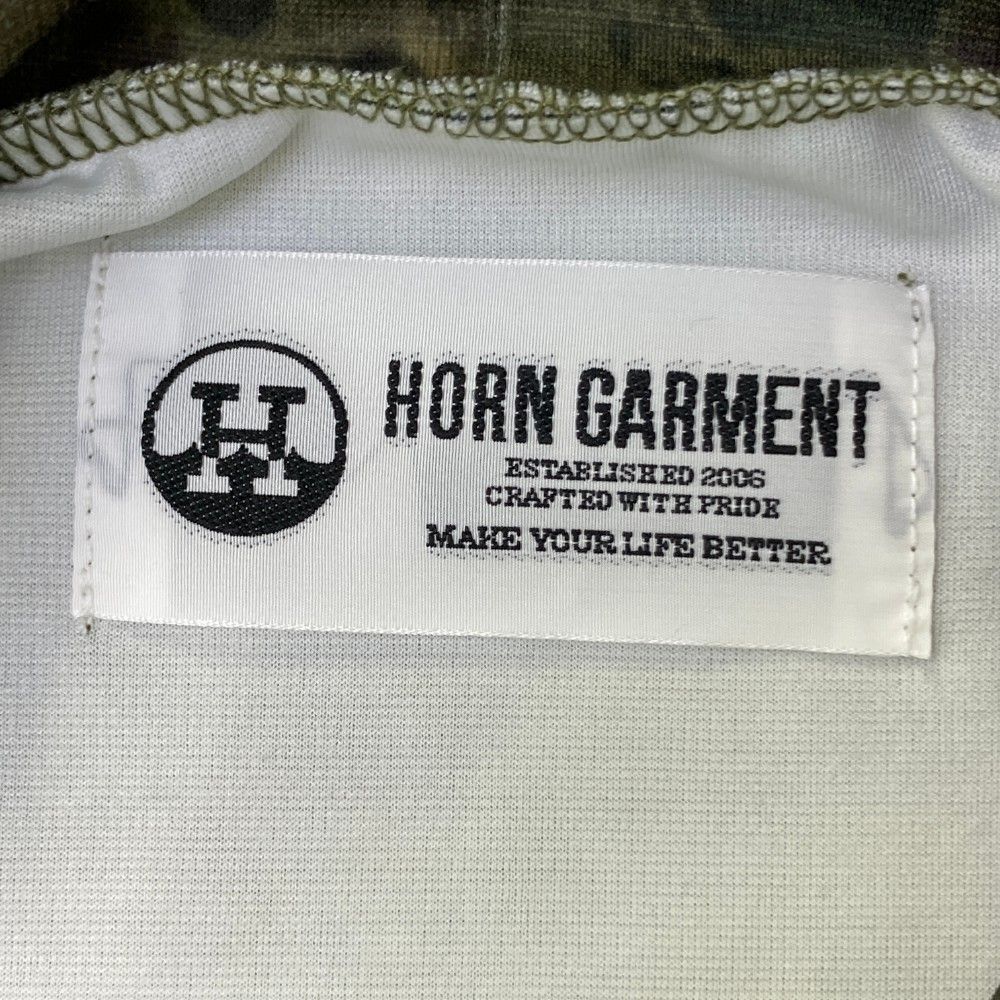 H
HORN GARMENT
ESTABLISHED 2006
CRAFTED WITH PRIDE
MAKE YOUR LIFE BETTER